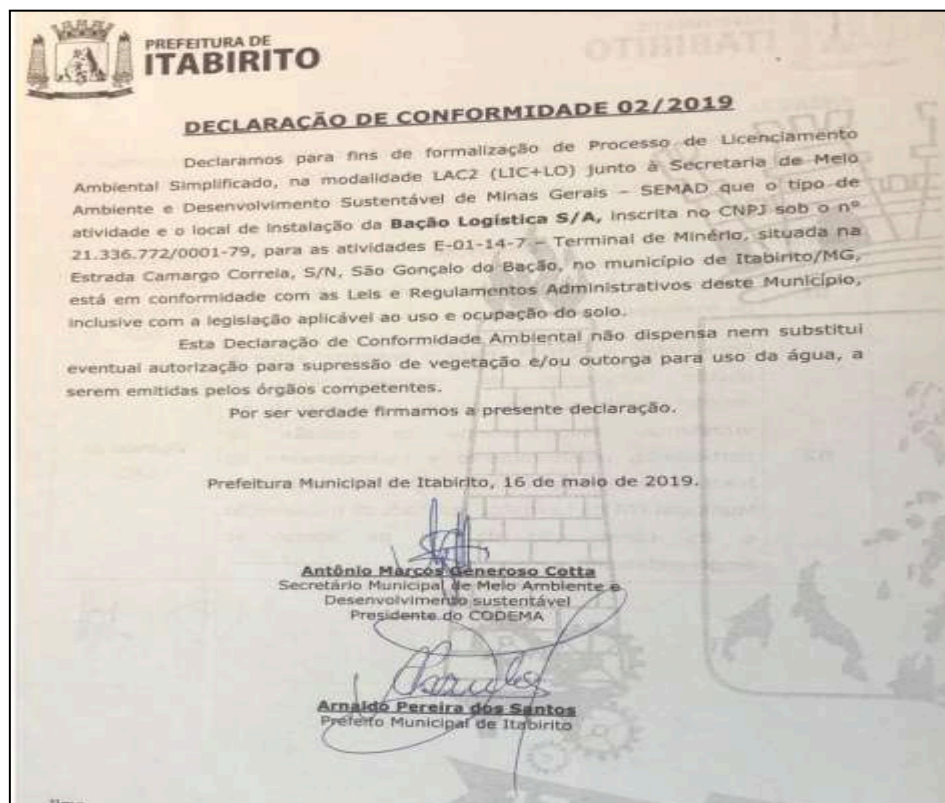 PREFEITURA DE
ITABIRITO
DECLARAÇÃO DE CONFORMIDADE 02/2019
Declaramos para fins de formalização de Processo de Licenciamento
Ambiental Simplificado, na modalidade LAC2 (LIC+LO) junto à Secretaria de Meio
Ambiente e Desenvolvimento Sustentável de Minas Gerais – SEMAD que o tipo de
atividade e o local de instalação da Bação Logística S/A, inscrita no CNPJ sob o nº
21.336.772/0001-79, para as atividades E-01-14-7 – Terminal de Minério, situada na
Estrada Camargo Correia, S/N, São Gonçalo do Bação, no município de Itabirito/MG,
está em conformidade com as Leis e Regulamentos Administrativos deste Município,
inclusive com a legislação aplicável ao uso e ocupação do solo.
Esta Declaração de Conformidade Ambiental não dispensa nem substitui
eventual autorização para supressão de vegetação e/ou outorga para uso da água, a
serem emitidas pelos órgãos competentes.
Por ser verdade firmamos a presente declaração.
Prefeitura Municipal de Itabirito, 16 de maio de 2019.
Antônio Marcos Generoso Cotta
Secretário Municipal de Meio Ambiente e
Desenvolvimento sustentável
Presidente do CODEMA
Arnaldo Pereira dos Santos
Prefeito Municipal de Itabirito